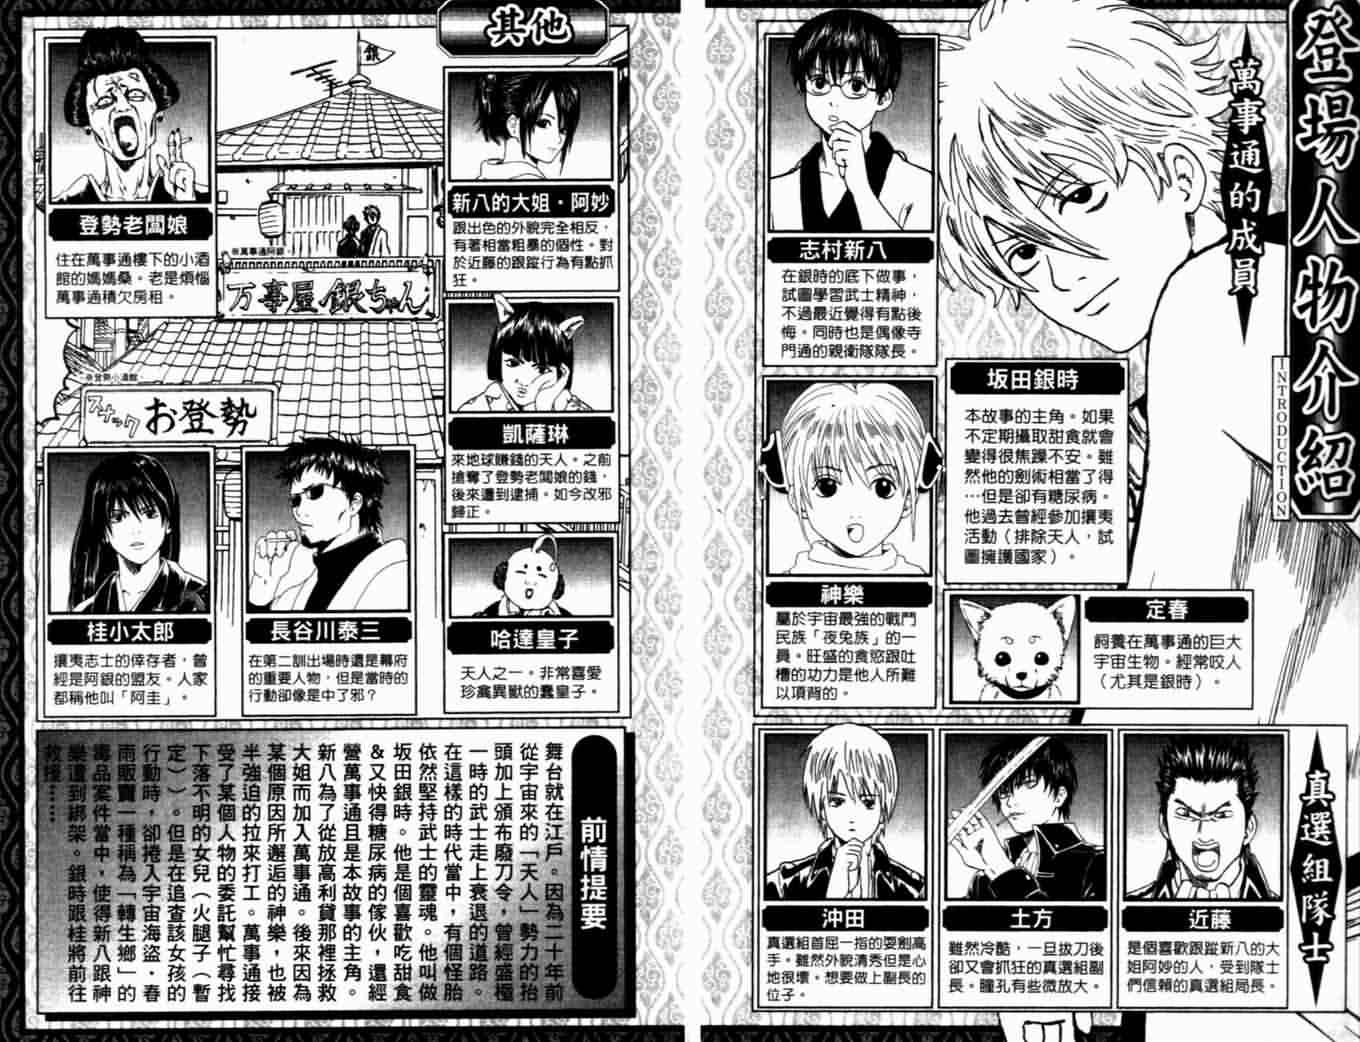 登場人物介紹
INTRODUCTION
萬事通的成員
坂田銀時
本故事的主角。如果
不定期攝取甜食就會
變得很焦躁不安。雖
然他的劍術相當了得
…但是卻有糖尿病。
他過去曾經參加攘夷
活動（排除天人，試
圖擁護國家）。
志村新八
在銀時的底下做事，
試圖學習武士精神，
不過最近覺得有點後
悔。同時也是偶像寺
門通的親衛隊隊長。
神樂
屬於宇宙最強的戰鬥
民族「夜兔族」的一
員。旺盛的食慾跟吐
槽的功力是他人所難
以項背的。
定春
飼養在萬事通的巨大
宇宙生物。經常咬人
（尤其是銀時）。
真選組隊士
近藤
是個喜歡跟蹤新八的大
姐阿妙的人，受到隊士
們信賴的真選組局長。
土方
雖然冷酷，一旦拔刀後
卻又會抓狂的真選組副
長。瞳孔有些微放大。
沖田
真選組首屈一指的耍劍高
手。雖然外貌清秀但是心
地很壞。想要做上副長的
位子。
其他
新八的大姐・阿妙
跟出色的外貌完全相反，
有著相當粗暴的個性。對
於近藤的跟蹤行為有點抓
狂。
登勢老闆娘
住在萬事通樓下的小酒
館的媽媽桑。老是煩惱
萬事通積欠房租。
銀
※萬事通阿銀。
万事屋銀ちゃん
※登勢小酒館。
スナック
お登勢
凱薩琳
來地球賺錢的天人。之前
搶奪了登勢老闆娘的錢，
後來遭到逮捕。如今改邪
歸正。
哈達皇子
天人之一。非常喜愛
珍禽異獸的蠢皇子。
長谷川泰三
在第二訓出場時還是幕府
的重要人物，但是當時的
行動卻像是中了邪？
桂小太郎
攘夷志士的倖存者，曾
經是阿銀的盟友。人家
都稱他叫「阿圭」。
前情提要
舞台就在江戶。因為二十年前
從宇宙來的「天人」勢力的抬
頭加上頒布廢刀令，曾經盛極
一時的武士走上衰退的道路。
在這樣的時代當中，有個怪胎
依然堅持武士的靈魂。他叫做
坂田銀時。他是個喜歡吃甜食
&又快得糖尿病的傢伙，還經
營萬事通且是本故事的主角。
新八為了從放高利貸那裡拯救
大姐而加入萬事通。後來因為
某個原因所邂逅的神樂，也被
半強迫的拉來打工。萬事通接
受了某個人物的委託幫忙尋找
下落不明的女兒（火腿子（暫
定））。但是在追查該女孩的
行動時，卻捲入宇宙海盜・春
雨販賣一種稱為「轉生鄉」的
毒品案件當中，使得新八跟神
樂遭到綁架。銀時跟桂將前往
救援……